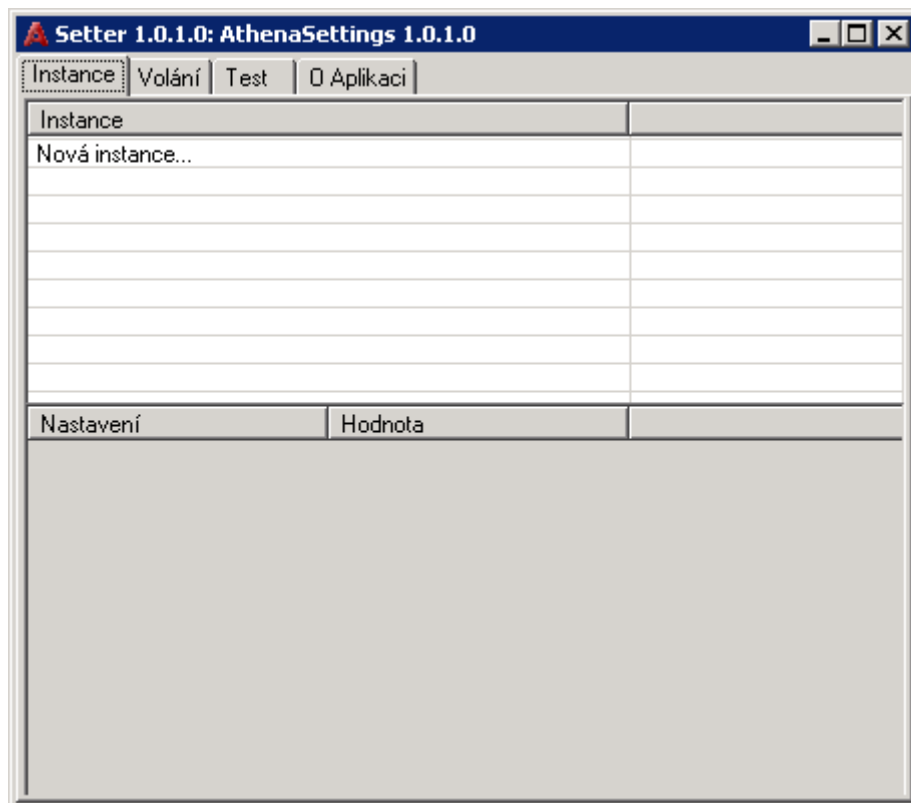 Setter 1.0.1.0: AthenaSettings 1.0.1.0
Instance Volání Test O Aplikaci
Instance
Nová instance...
Nastavení Hodnota